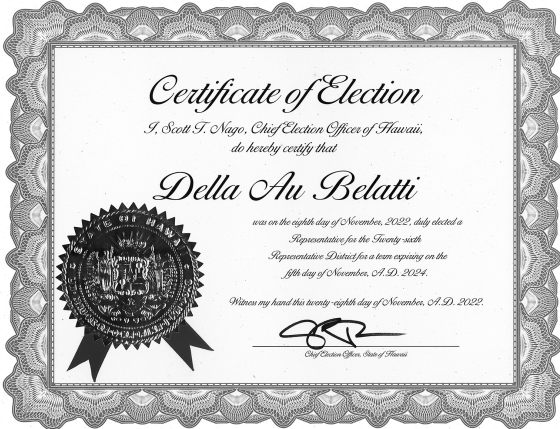 Certificate of Election
I, Scott T. Nago, Chief Election Officer of Hawaii,
do hereby certify that
Della Au Belatti
was on the eighth day of November, 2022, duly elected a
Representative for the Twenty-sixth
Representative District for a term expiring on the
fifth day of November, A.D. 2024.
Witness my hand this twenty-eighth day of November, A.D. 2022.
Chief Election Officer, State of Hawaii
STATE OF HAWAII